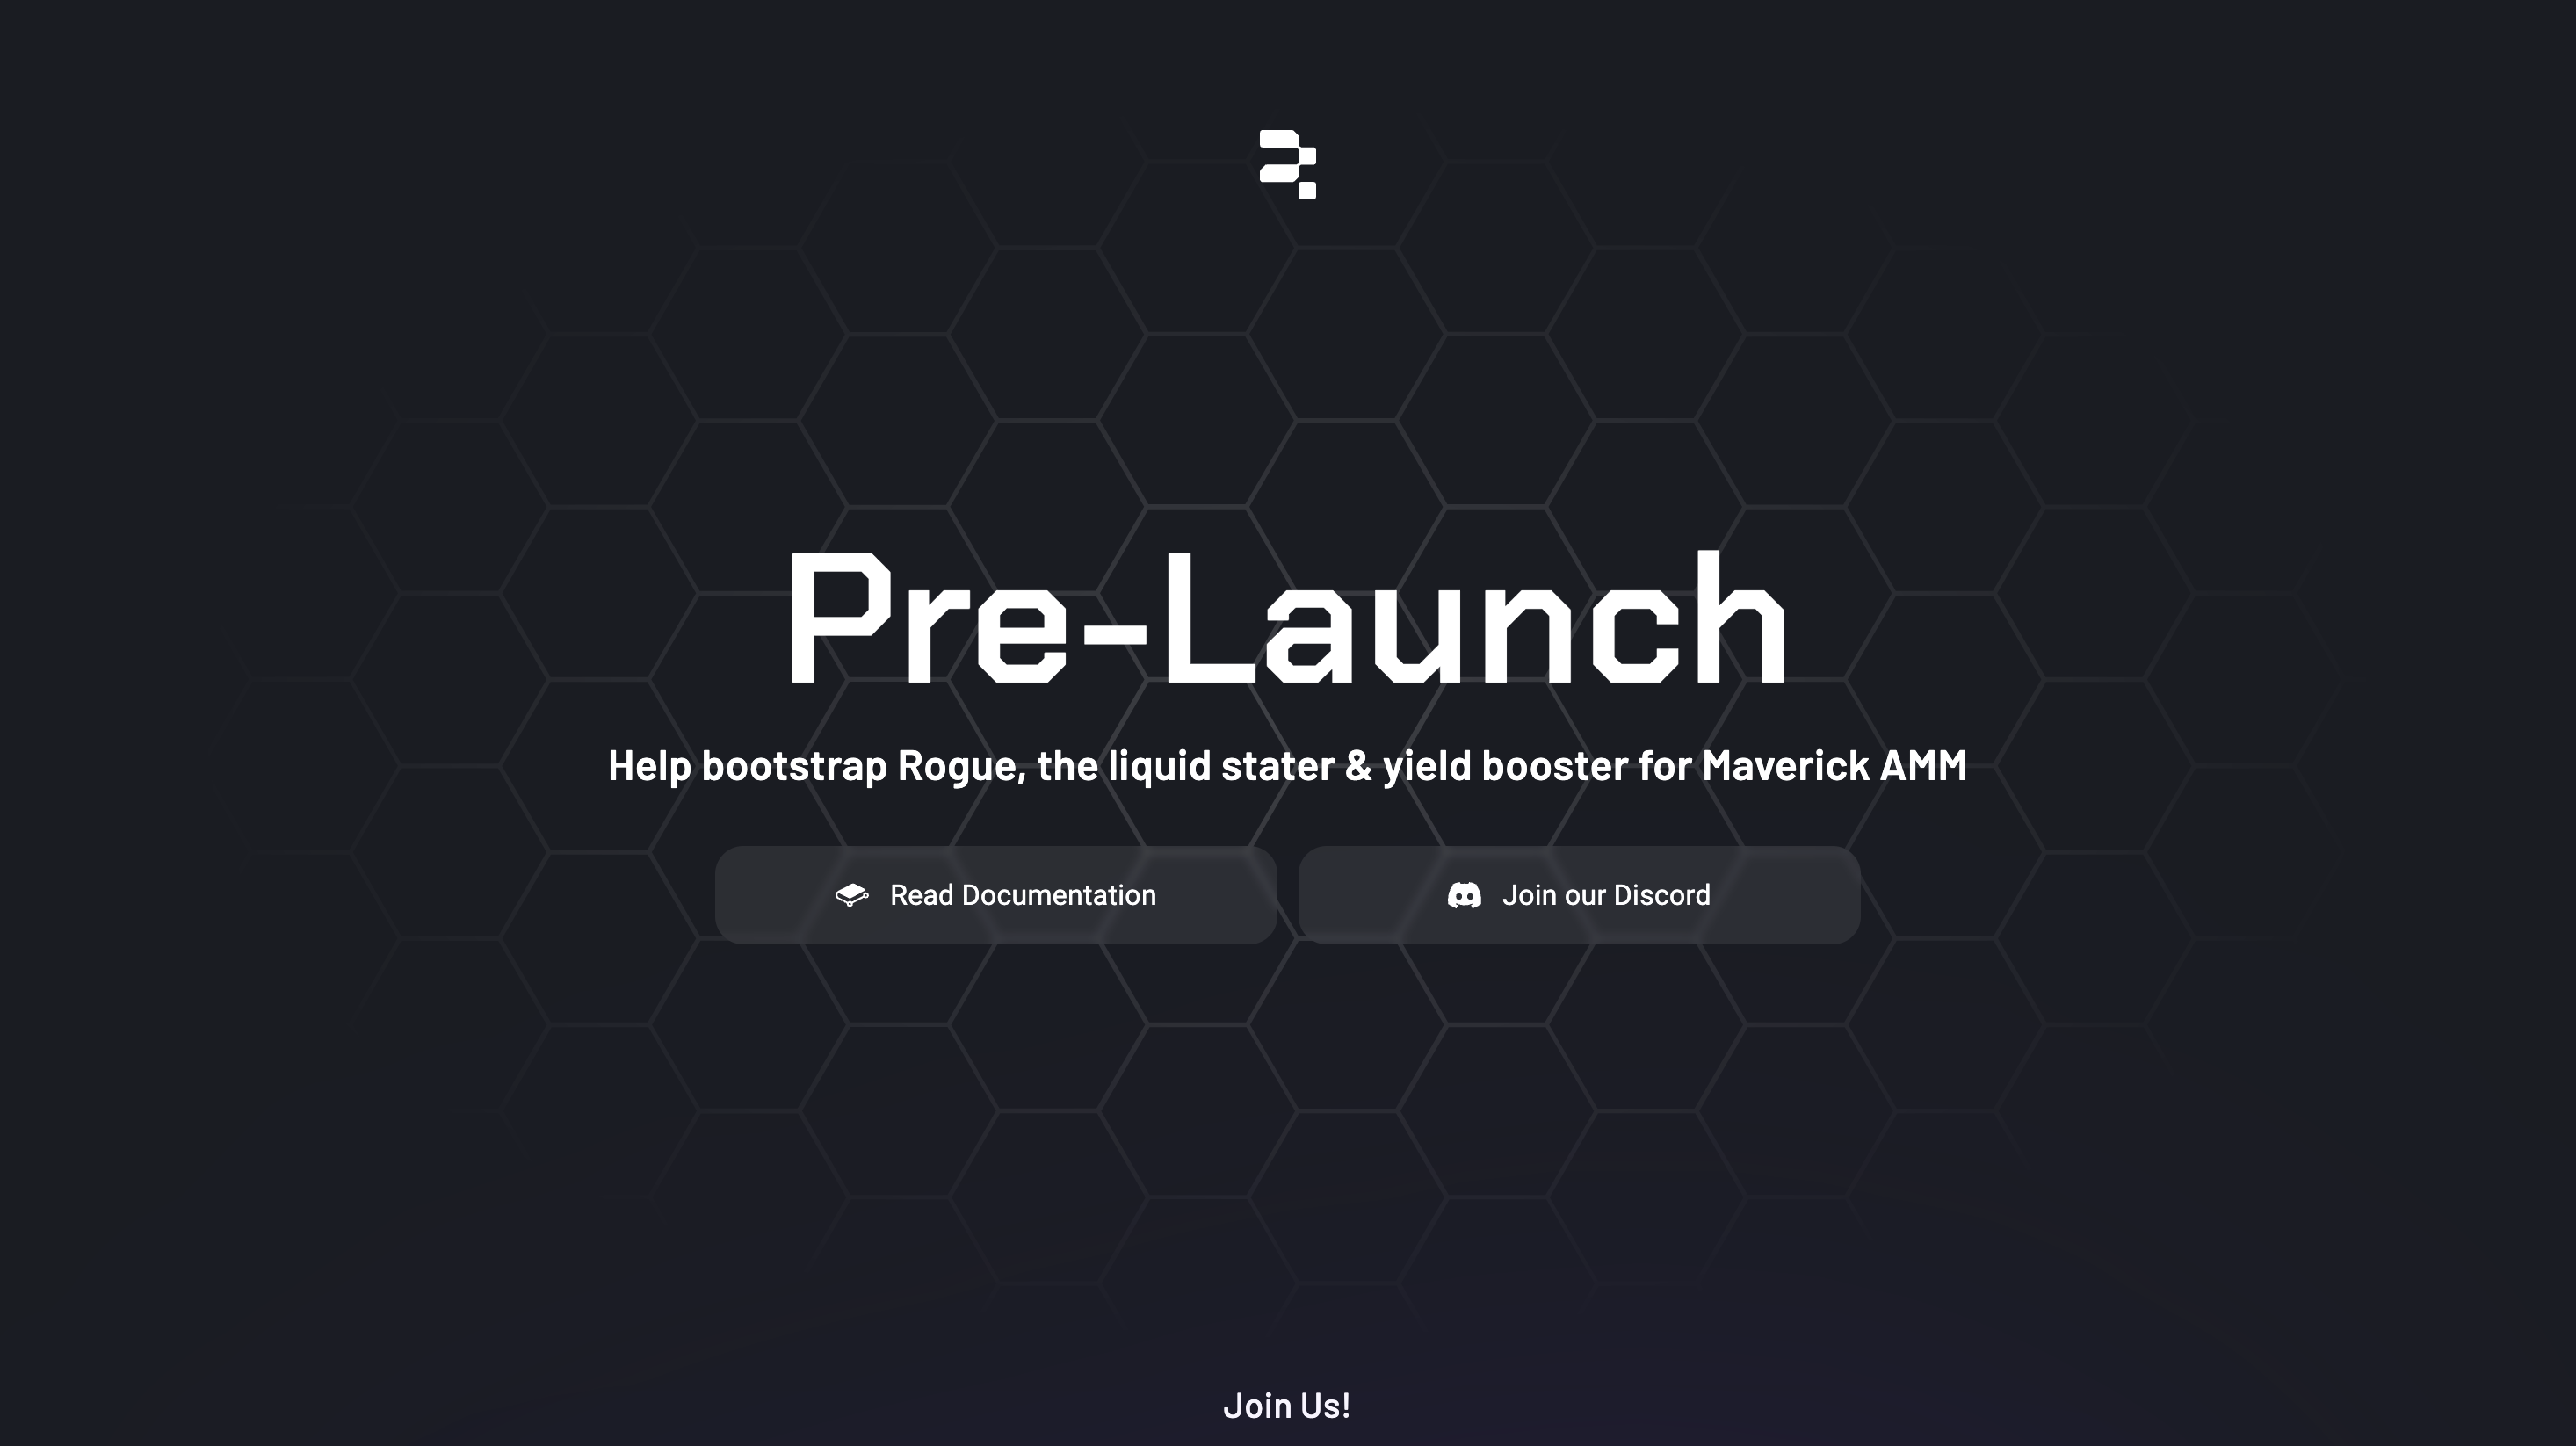 Pre-Launch
Help bootstrap Rogue, the liquid stater & yield booster for Maverick AMM
Read Documentation
Join our Discord
Join Us!